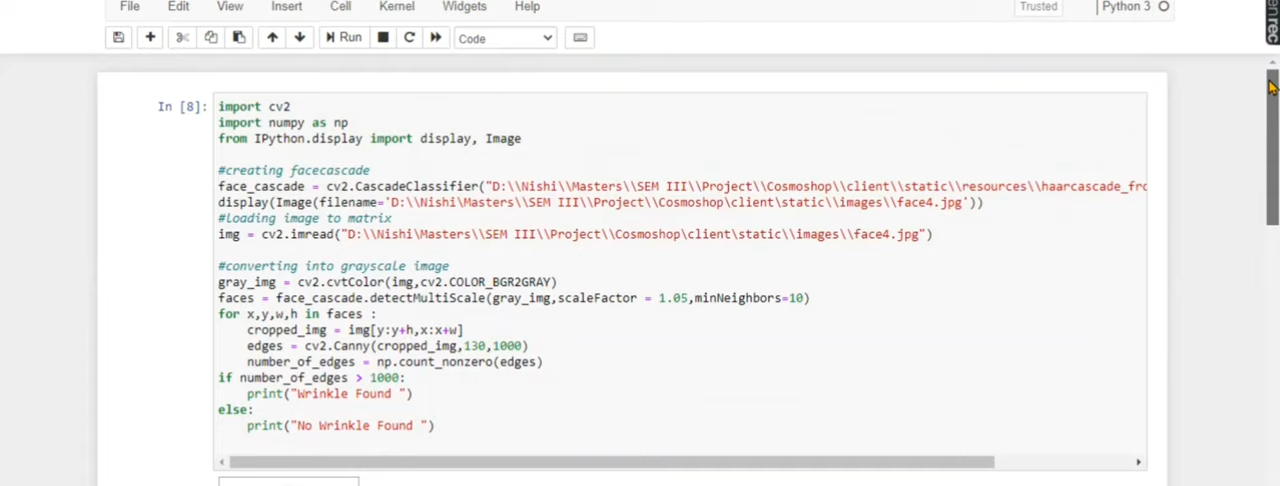 File Edit View Insert Cell Kernel Widgets Help Trusted Python 3
Run Code
In [8]: import cv2
import numpy as np
from IPython.display import display, Image
#creating facecascade
face_cascade = cv2.CascadeClassifier("D:\\Nishi\\Masters\\SEM III\\Project\\Cosmoshop\\client\\static\\resources\\haarcascade_fro
display(Image(filename='D:\\Nishi\Masters\\SEM III\\Project\\Cosmoshop\client\static\\images\\face4.jpg'))
#Loading image to matrix
img = cv2.imread("D:\\Nishi\Masters\\SEM III\\Project\\Cosmoshop\client\static\\images\\face4.jpg")
#converting into grayscale image
gray_img = cv2.cvtColor(img,cv2.COLOR_BGR2GRAY)
faces = face_cascade.detectMultiScale(gray_img,scaleFactor = 1.05,minNeighbors=10)
for x,y,w,h in faces :
    cropped_img = img[y:y+h,x:x+w]
    edges = cv2.Canny(cropped_img,130,1000)
    number_of_edges = np.count_nonzero(edges)
if number_of_edges > 1000:
    print("Wrinkle Found ")
else:
    print("No Wrinkle Found ")